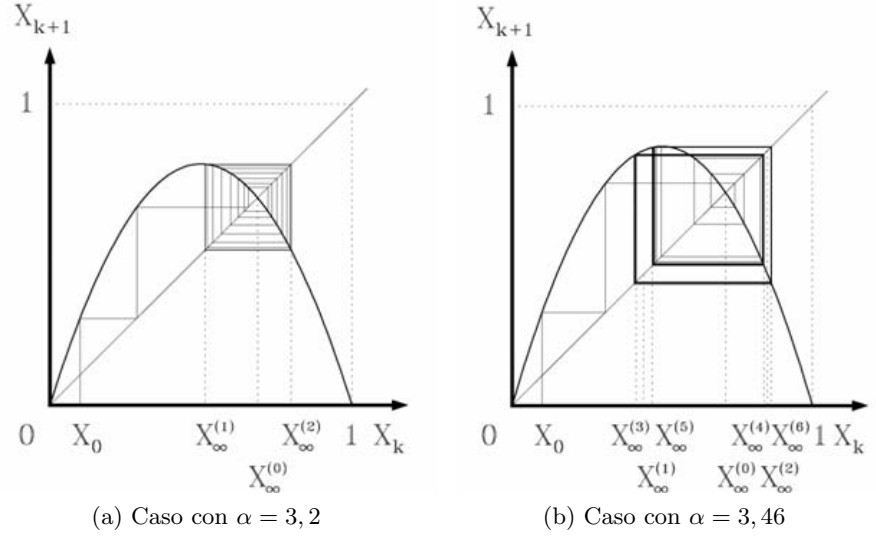 X_{k+1}
1
0 X_0 X_∞^{(1)} X_∞^{(2)} 1 X_k
X_∞^{(0)}
(a) Caso con α = 3, 2
X_{k+1}
1
0 X_0 X_∞^{(3)} X_∞^{(5)} X_∞^{(4)} X_∞^{(6)} 1 X_k
X_∞^{(1)} X_∞^{(0)} X_∞^{(2)}
(b) Caso con α = 3, 46